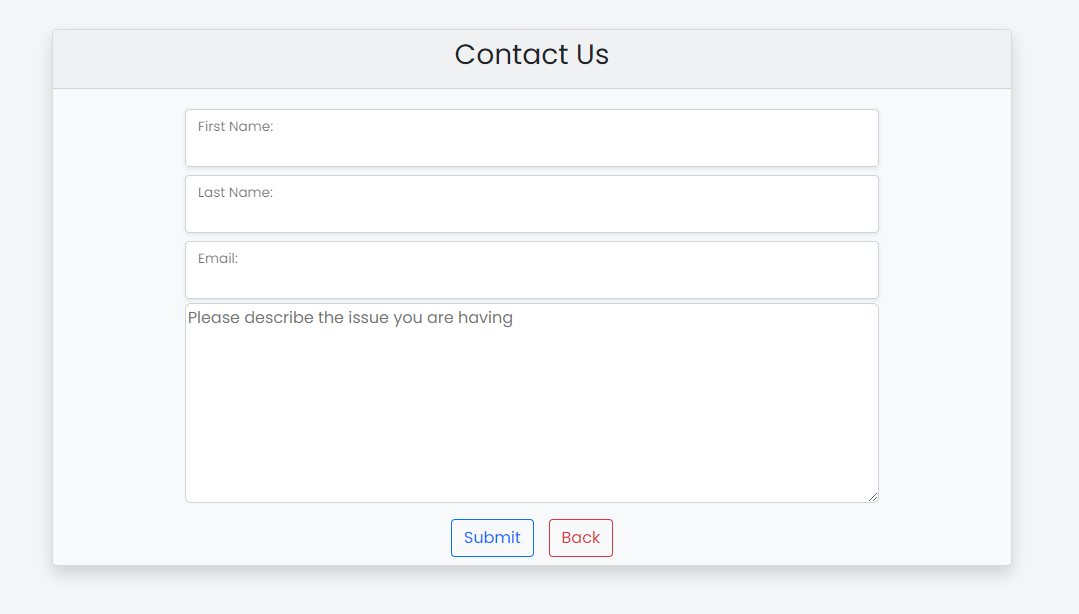 Contact Us
First Name:
Last Name:
Email:
Please describe the issue you are having
Submit
Back